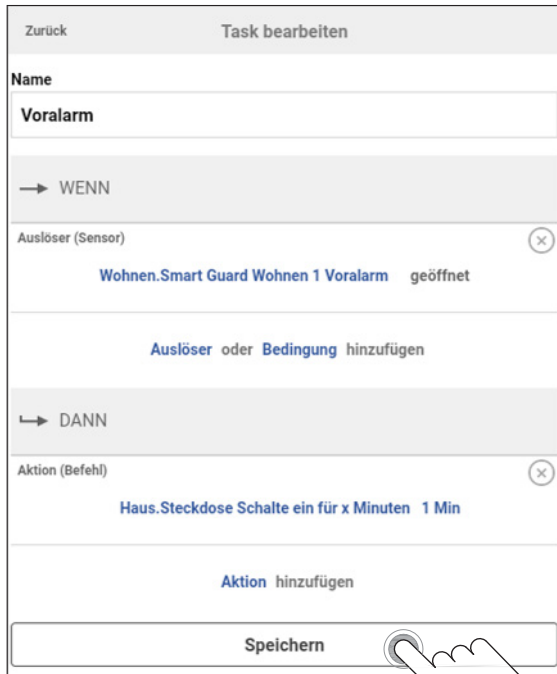 Zurück Task bearbeiten
Name
Voralarm
WENN
Auslöser (Sensor)
Wohnen.Smart Guard Wohnen 1 Voralarm geöffnet
Auslöser oder Bedingung hinzufügen
DANN
Aktion (Befehl)
Haus.Steckdose Schalte ein für x Minuten 1 Min
Aktion hinzufügen
Speichern